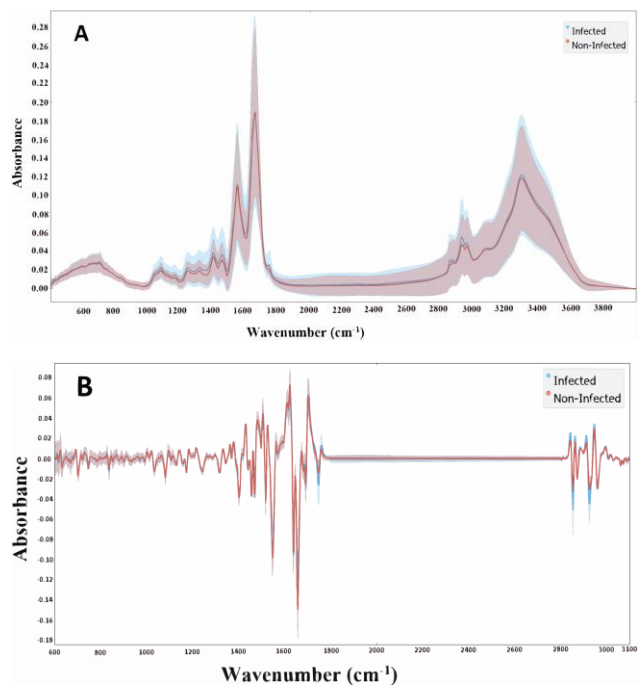 A
Infected
Non-Infected
0.28
0.26
0.24
0.22
0.20
0.18
0.16
0.14
0.12
0.10
0.08
0.06
0.04
0.02
0.00
Absorbance
600 800 1000 1200 1400 1600 1800 2000 2200 2400 2600 2800 3000 3200 3400 3600 3800
Wavenumber (cm⁻¹)
B
Infected
Non-Infected
0.08
0.06
0.04
0.02
0.00
-0.02
-0.04
-0.06
-0.08
-0.10
-0.12
-0.14
-0.16
-0.18
Absorbance
600 800 1000 1200 1400 1600 1800 2000 2200 2400 2600 2800 3000 3100
Wavenumber (cm⁻¹)